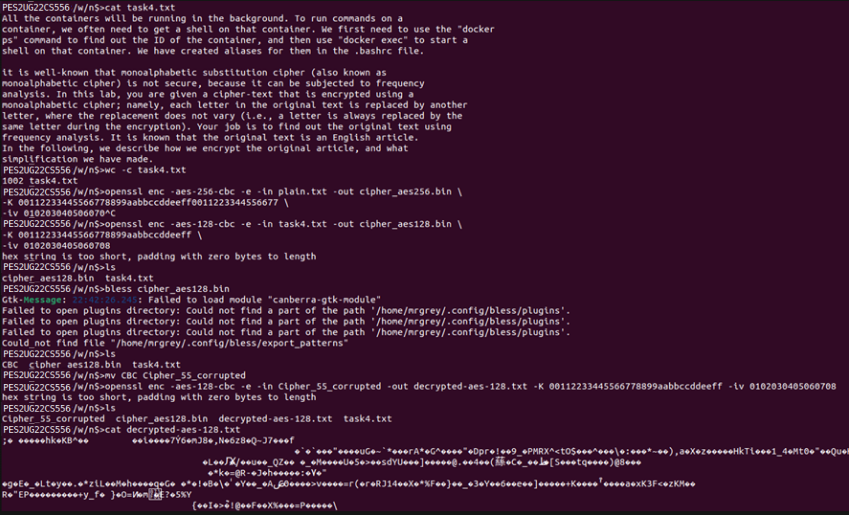 PES2UG22CS556 /w/n$>cat task4.txt
All the containers will be running in the background. To run commands on a
container, we often need to get a shell on that container. We first need to use the "docker
ps" command to find out the ID of the container, and then use "docker exec" to start a
shell on that container. We have created aliases for them in the .bashrc file.
it is well-known that monoalphabetic substitution cipher (also known as
monoalphabetic cipher) is not secure, because it can be subjected to frequency
analysis. In this lab, you are given a cipher-text that is encrypted using a
monoalphabetic cipher; namely, each letter in the original text is replaced by another
letter, where the replacement does not vary (i.e., a letter is always replaced by the
same letter during the encryption). Your job is to find out the original text using
frequency analysis. It is known that the original text is an English article.
In the following, we describe how we encrypt the original article, and what
simplification we have made.
PES2UG22CS556 /w/n$>wc -c task4.txt
1002 task4.txt
PES2UG22CS556 /w/n$>openssl enc -aes-256-cbc -e -in plain.txt -out cipher_aes256.bin \
-K 00112233445566778899aabbccddeeff0011223344556677 \
-iv 010203040506070^C
PES2UG22CS556 /w/n$>openssl enc -aes-128-cbc -e -in task4.txt -out cipher_aes128.bin \
-K 00112233445566778899aabbccddeeff \
-iv 0102030405060708
hex string is too short, padding with zero bytes to length
PES2UG22CS556 /w/n$>ls
cipher_aes128.bin task4.txt
PES2UG22CS556 /w/n$>bless cipher_aes128.bin
Gtk-Message: 22:42:26.245: Failed to load module "canberra-gtk-module"
Failed to open plugins directory: Could not find a part of the path '/home/mrgrey/.config/bless/plugins'.
Failed to open plugins directory: Could not find a part of the path '/home/mrgrey/.config/bless/plugins'.
Failed to open plugins directory: Could not find a part of the path '/home/mrgrey/.config/bless/plugins'.
Could not find file "/home/mrgrey/.config/bless/export_patterns"
PES2UG22CS556 /w/n$>ls
CBC cipher aes128.bin task4.txt
PES2UG22CS556 /w/n$>mv CBC Cipher_55_corrupted
PES2UG22CS556 /w/n$>openssl enc -aes-128-cbc -e -in Cipher_55_corrupted -out decrypted-aes-128.txt -K 00112233445566778899aabbccddeeff -iv 0102030405060708
hex string is too short, padding with zero bytes to length
PES2UG22CS556 /w/n$>ls
Cipher_55_corrupted cipher_aes128.bin decrypted-aes-128.txt task4.txt
PES2UG22CS556 /w/n$>cat decrypted-aes-128.txt